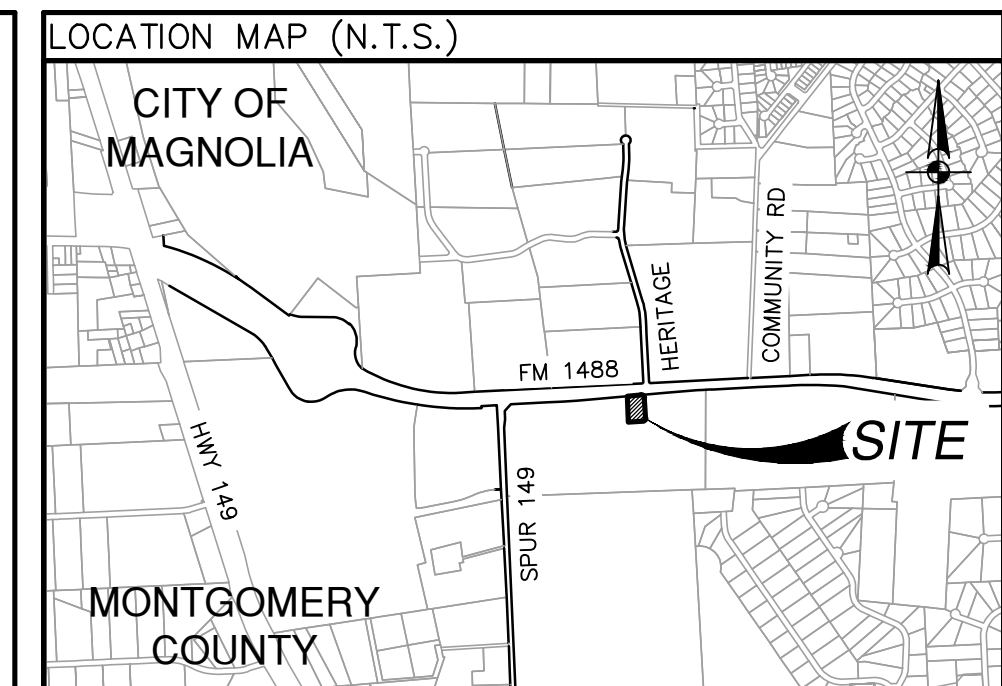 LOCATION MAP (N.T.S.)
CITY OF
MAGNOLIA
COMMUNITY RD
HERITAGE
FM 1488
SITE
HWY 149
SPUR 149
MONTGOMERY
COUNTY